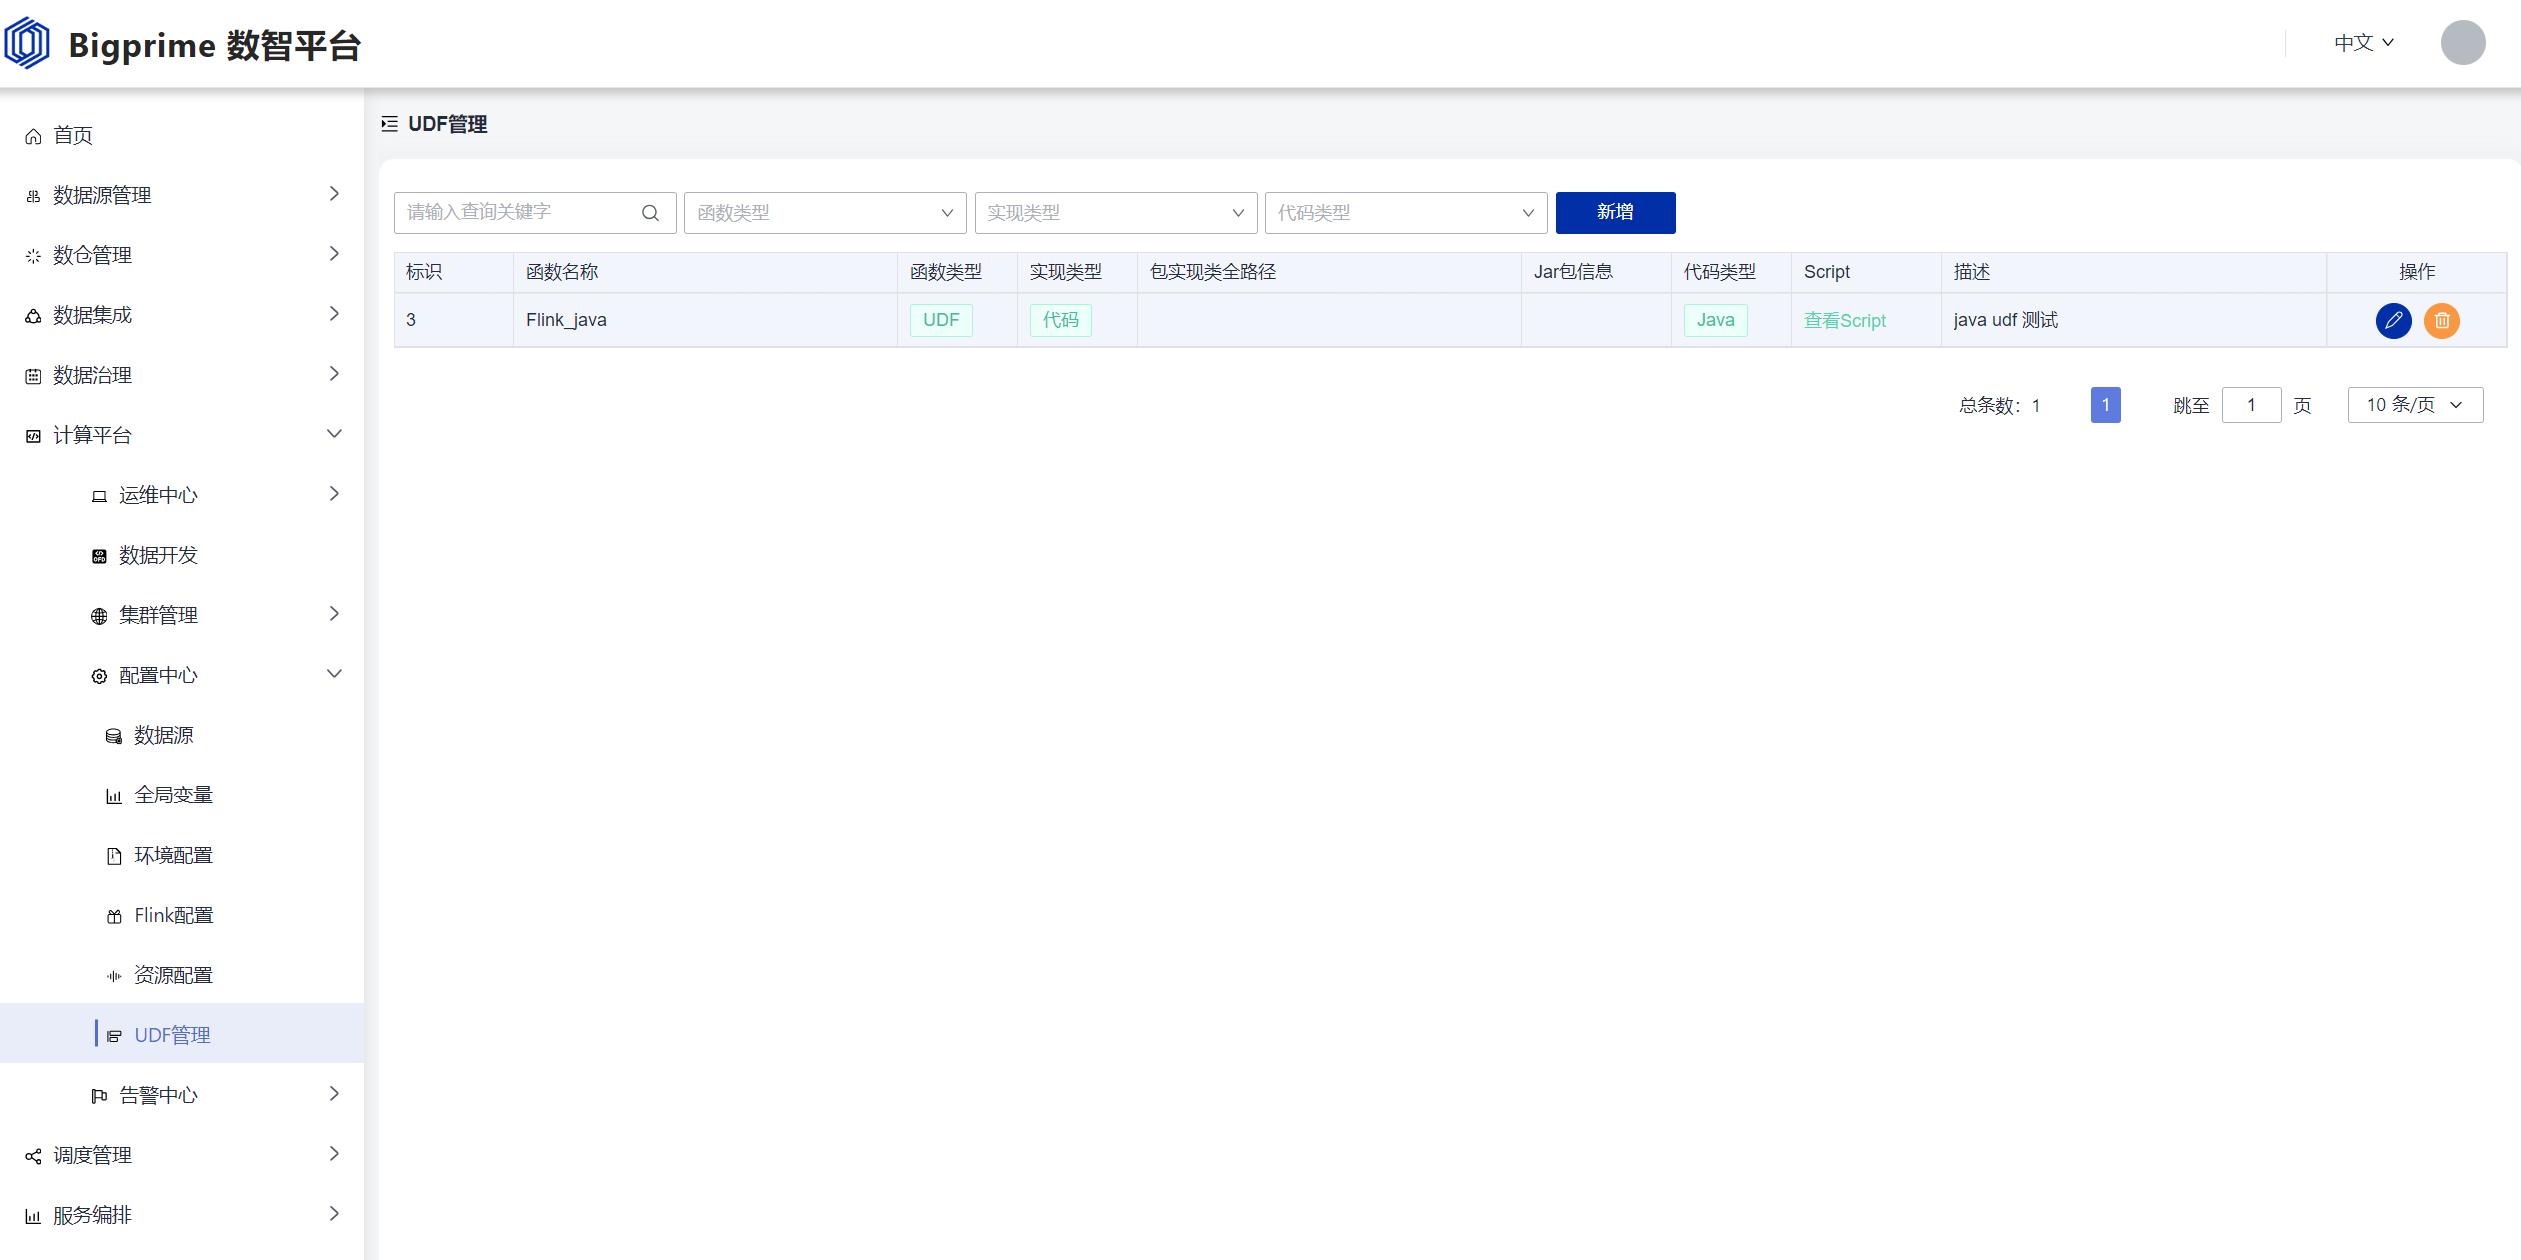 Bigprime 数智平台
中文
首页
数据源管理
数仓管理
数据集成
数据治理
计算平台
运维中心
数据开发
集群管理
配置中心
数据源
全局变量
环境配置
Flink配置
资源配置
UDF管理
告警中心
调度管理
服务编排
UDF管理
请输入查询关键字 函数类型 实现类型 代码类型 新增
标识 函数名称 函数类型 实现类型 包实现类全路径 Jar包信息 代码类型 Script 描述 操作
3 Flink_java UDF 代码 Java 查看Script java udf 测试
总条数: 1 1 跳至 1 页 10 条/页